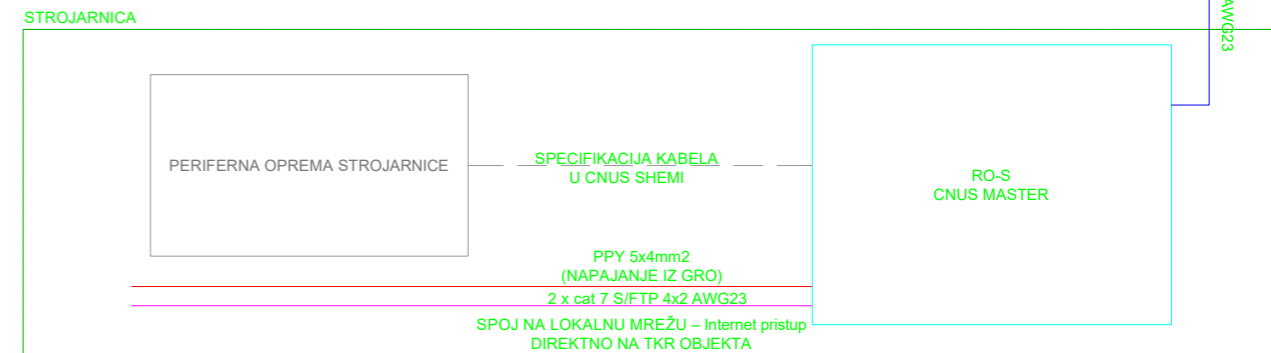 STROJARNICA
AWG23
PERIFERNA OPREMA STROJARNICE
SPECIFIKACIJA KABELA
U CNUS SHEMI
RO-S
CNUS MASTER
PPY 5x4mm2
(NAPAJANJE IZ GRO)
2 x cat 7 S/FTP 4x2 AWG23
SPOJ NA LOKALNU MREŽU – Internet pristup
DIREKTNO NA TKR OBJEKTA